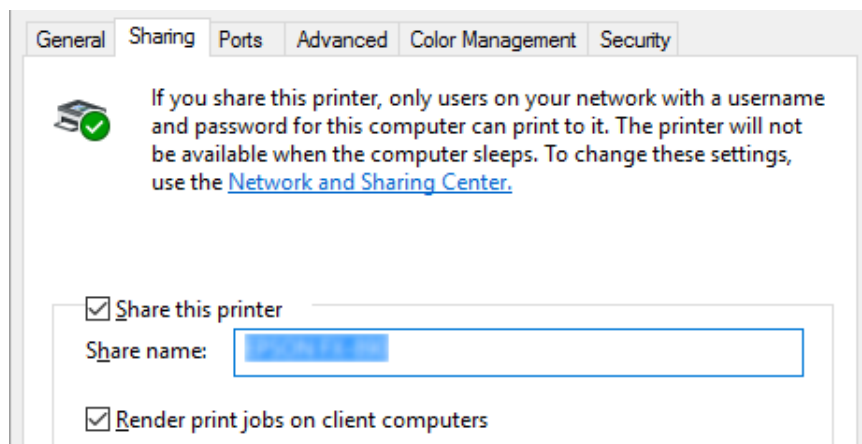 General Sharing Ports Advanced Color Management Security
If you share this printer, only users on your network with a username
and password for this computer can print to it. The printer will not
be available when the computer sleeps. To change these settings,
use the Network and Sharing Center.
Share this printer
Share name:
Render print jobs on client computers